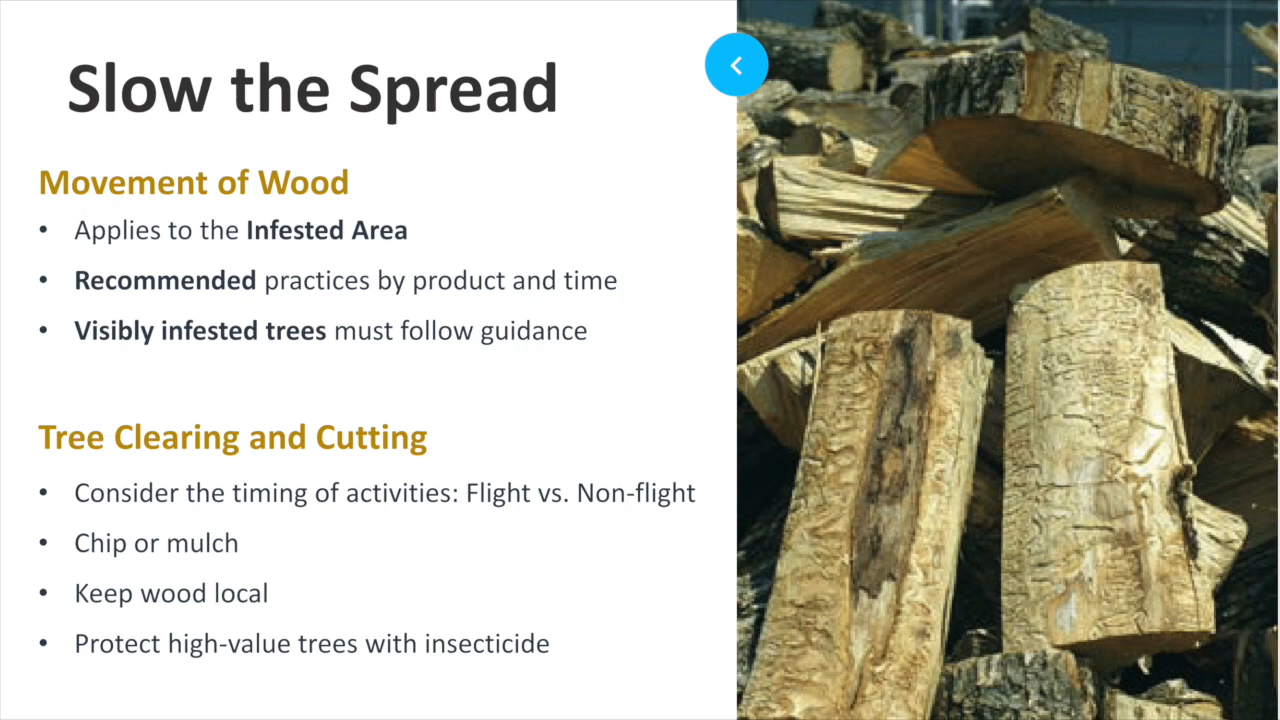 Slow the Spread
Movement of Wood
• Applies to the Infested Area
• Recommended practices by product and time
• Visibly infested trees must follow guidance
Tree Clearing and Cutting
• Consider the timing of activities: Flight vs. Non-flight
• Chip or mulch
• Keep wood local
• Protect high-value trees with insecticide